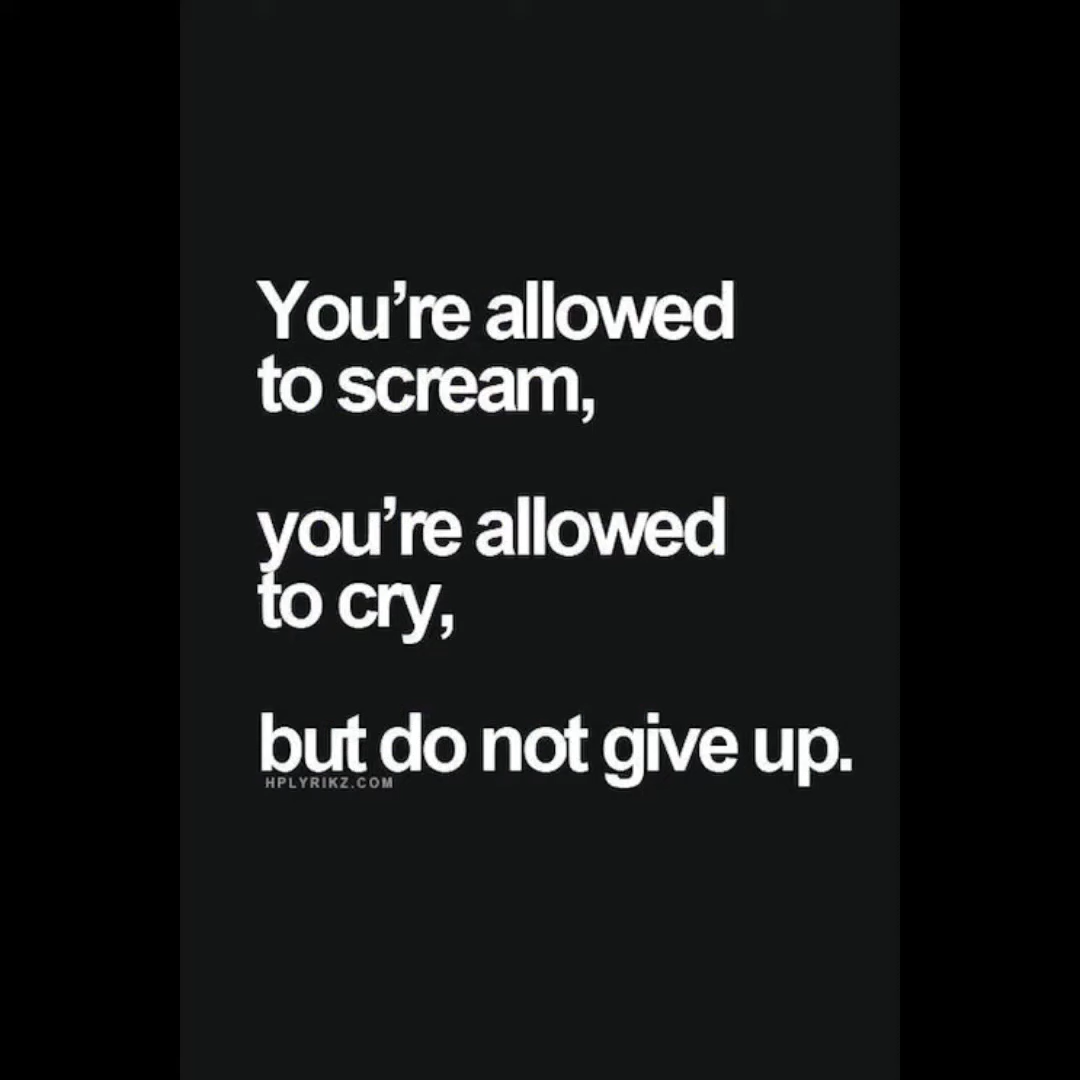 You’re allowed
to scream,
you’re allowed
to cry,
but do not give up.
HPLYRIKZ.COM